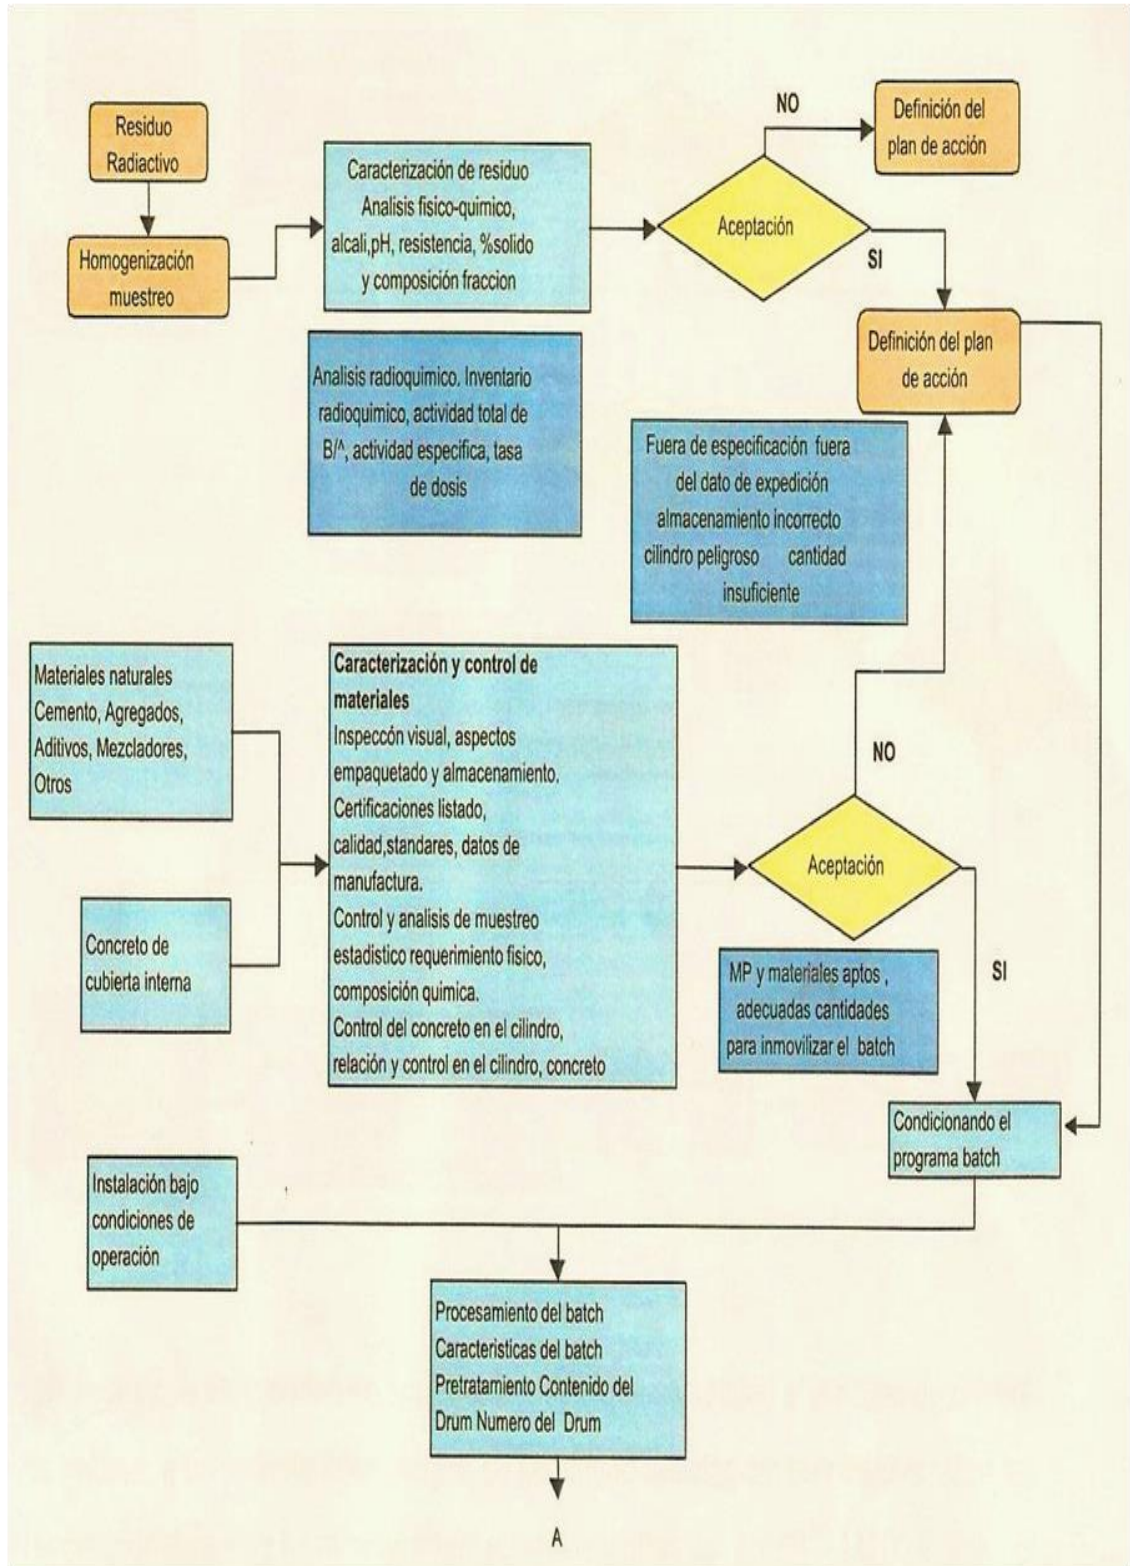 Residuo
Radiactivo
Homogenización
muestreo
Caracterización de residuo
Analisis fisico-quimico,
alcali,pH, resistencia, %solido
y composición fraccion
Analisis radioquimico. Inventario
radioquimico, actividad total de
B/^, actividad especifica, tasa
de dosis
Aceptación
NO
Definición del
plan de acción
SI
Definición del plan
de acción
Fuera de especificación fuera
del dato de expedición
almacenamiento incorrecto
cilindro peligroso cantidad
insuficiente
Materiales naturales
Cemento, Agregados,
Aditivos, Mezcladores,
Otros
Concreto de
cubierta interna
Caracterización y control de
materiales
Inspeccón visual, aspectos
empaquetado y almacenamiento.
Certificaciones listado,
calidad,standares, datos de
manufactura.
Control y analisis de muestreo
estadistico requerimiento fisico,
composición quimica.
Control del concreto en el cilindro,
relación y control en el cilindro, concreto
NO
Aceptación
SI
MP y materiales aptos ,
adecuadas cantidades
para inmovilizar el batch
Condicionando el
programa batch
Instalación bajo
condiciones de
operación
Procesamiento del batch
Caracteristicas del batch
Pretratamiento Contenido del
Drum Numero del Drum
A